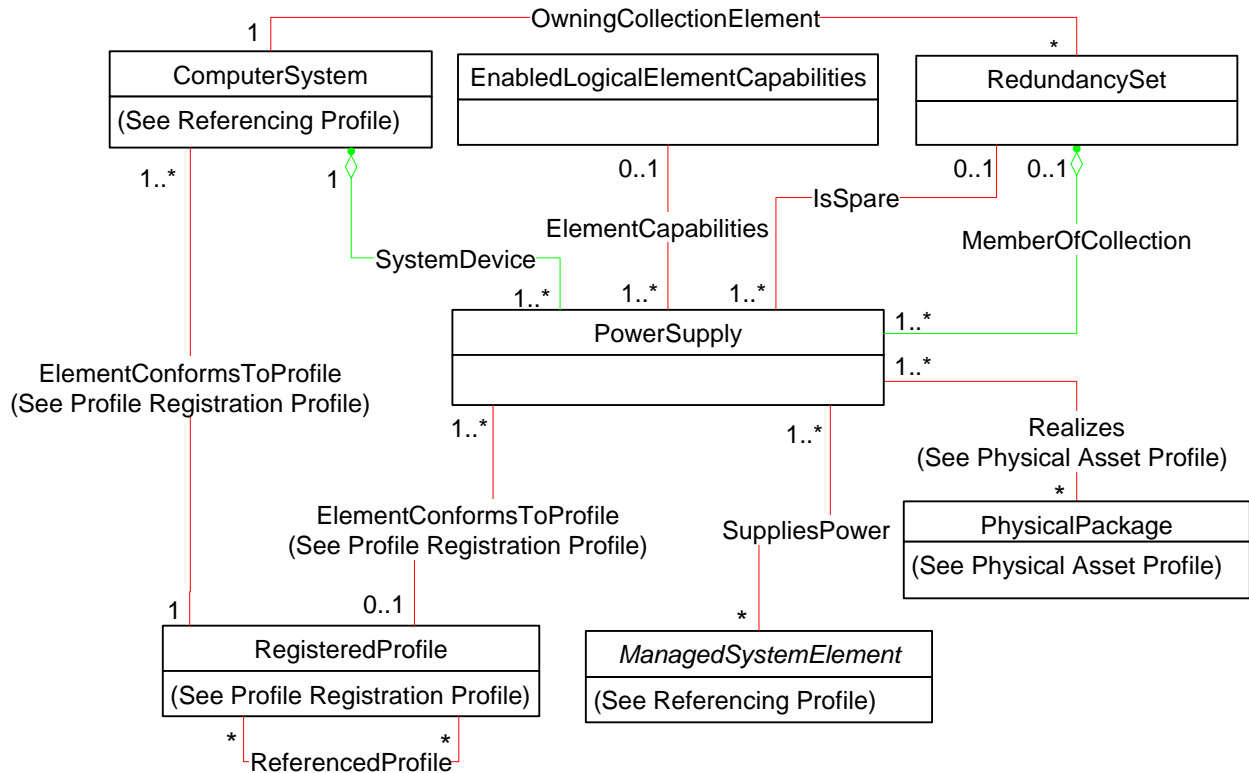 OwningCollectionElement
1
*
ComputerSystem
(See Referencing Profile)
EnabledLogicalElementCapabilities
RedundancySet
1..*
1
0..1
0..1
0..1
IsSpare
ElementCapabilities
MemberOfCollection
SystemDevice
1..*
1..*
1..*
1..*
PowerSupply
1..*
ElementConformsToProfile
(See Profile Registration Profile)
1..*
1..*
Realizes
(See Physical Asset Profile)
*
ElementConformsToProfile
(See Profile Registration Profile)
SuppliesPower
PhysicalPackage
(See Physical Asset Profile)
1
0..1
*
RegisteredProfile
(See Profile Registration Profile)
ManagedSystemElement
(See Referencing Profile)
*
*
ReferencedProfile